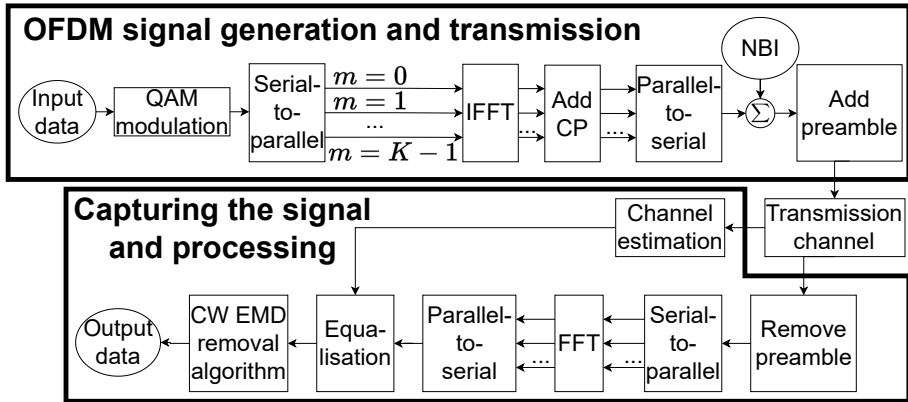 OFDM signal generation and transmission
Input
data
QAM
modulation
Serial-
to-
parallel
m = 0
m = 1
...
m = K − 1
IFFT
...
Add
CP
...
Parallel-
to-
serial
NBI
Σ
Add
preamble
Capturing the signal
and processing
Channel
estimation
Transmission
channel
Output
data
CW EMD
removal
algorithm
Equa-
lisation
Parallel-
to-
serial
...
FFT
...
Serial-
to-
parallel
Remove
preamble